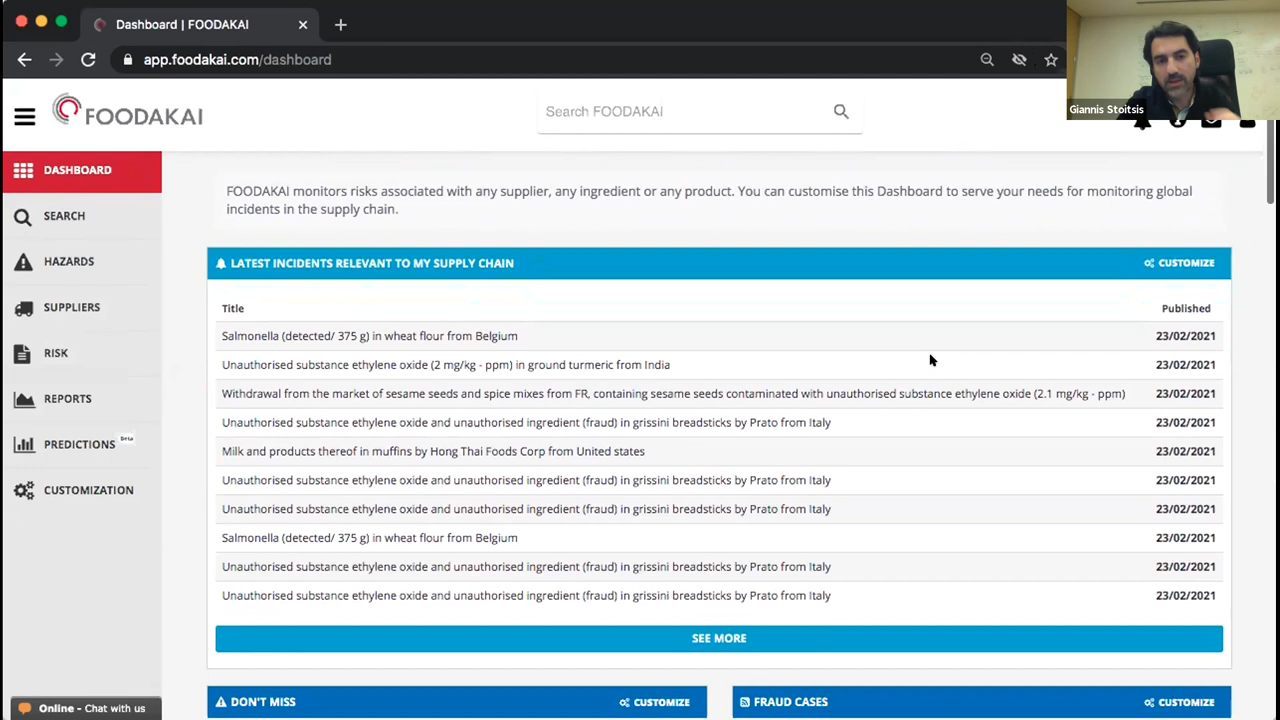 Dashboard | FOODAKAI
app.foodakai.com/dashboard
Giannis Stoitsis
FOODAKAI
Search FOODAKAI
DASHBOARD
SEARCH
HAZARDS
SUPPLIERS
RISK
REPORTS
PREDICTIONS Beta
CUSTOMIZATION
FOODAKAI monitors risks associated with any supplier, any ingredient or any product. You can customise this Dashboard to serve your needs for monitoring global
incidents in the supply chain.
LATEST INCIDENTS RELEVANT TO MY SUPPLY CHAIN CUSTOMIZE
Title Published
Salmonella (detected/ 375 g) in wheat flour from Belgium 23/02/2021
Unauthorised substance ethylene oxide (2 mg/kg - ppm) in ground turmeric from India 23/02/2021
Withdrawal from the market of sesame seeds and spice mixes from FR, containing sesame seeds contaminated with unauthorised substance ethylene oxide (2.1 mg/kg - ppm) 23/02/2021
Unauthorised substance ethylene oxide and unauthorised ingredient (fraud) in grissini breadsticks by Prato from Italy 23/02/2021
Milk and products thereof in muffins by Hong Thai Foods Corp from United states 23/02/2021
Unauthorised substance ethylene oxide and unauthorised ingredient (fraud) in grissini breadsticks by Prato from Italy 23/02/2021
Unauthorised substance ethylene oxide and unauthorised ingredient (fraud) in grissini breadsticks by Prato from Italy 23/02/2021
Salmonella (detected/ 375 g) in wheat flour from Belgium 23/02/2021
Unauthorised substance ethylene oxide and unauthorised ingredient (fraud) in grissini breadsticks by Prato from Italy 23/02/2021
Unauthorised substance ethylene oxide and unauthorised ingredient (fraud) in grissini breadsticks by Prato from Italy 23/02/2021
SEE MORE
DON'T MISS CUSTOMIZE
FRAUD CASES CUSTOMIZE
Online - Chat with us